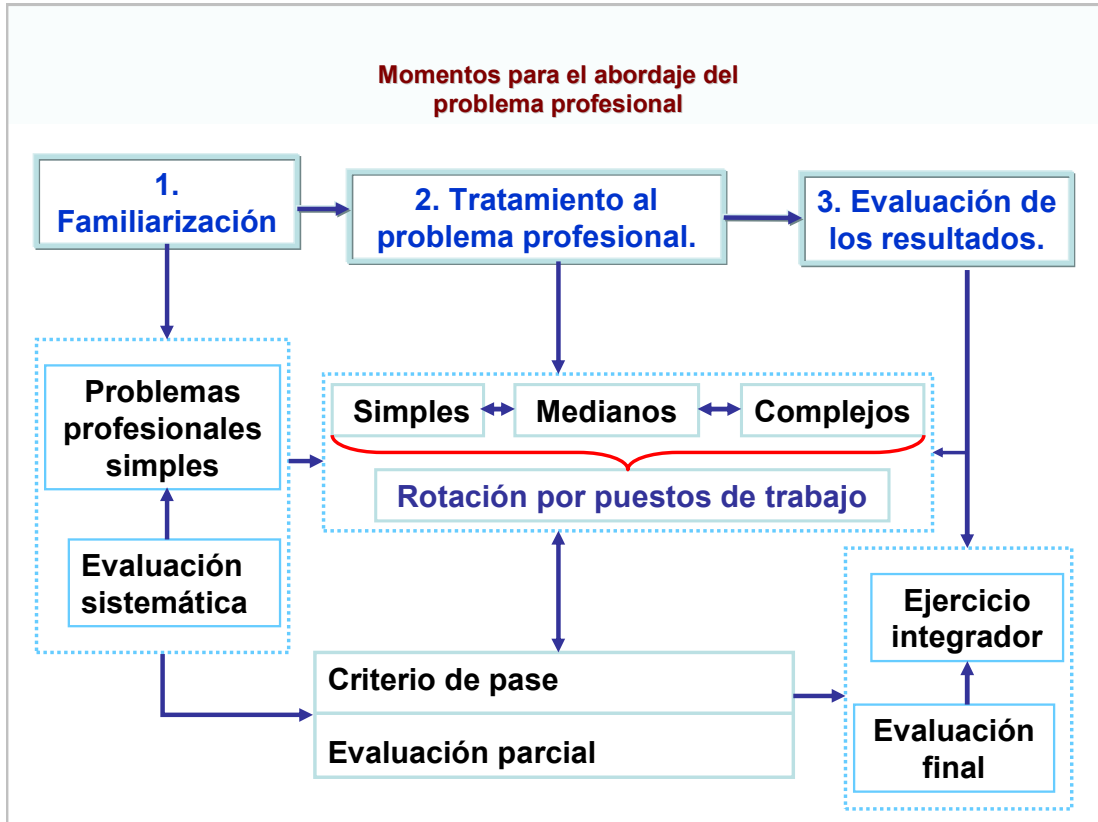 Momentos para el abordaje del
problema profesional
1.
Familiarización
2. Tratamiento al
problema profesional.
3. Evaluación de
los resultados.
Problemas
profesionales
simples
Evaluación
sistemática
Simples
Medianos
Complejos
Rotación por puestos de trabajo
Criterio de pase
Evaluación parcial
Ejercicio
integrador
Evaluación
final